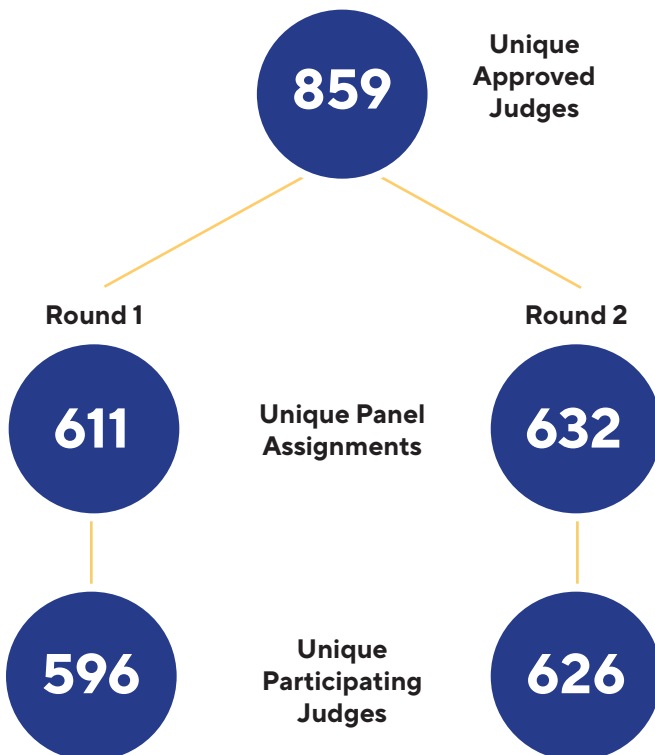 859
Unique
Approved
Judges
Round 1
Round 2
611
Unique Panel
Assignments
632
596
Unique
Participating
Judges
626